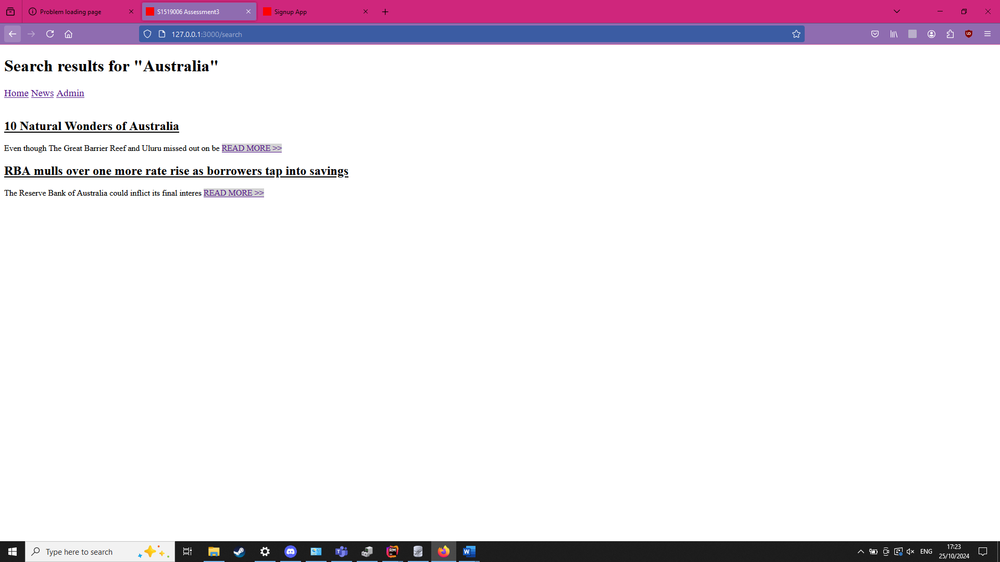 Problem loading page
S1519006 Assessment3
Signup App
127.0.0.1:3000/search
UD
Search results for "Australia"
Home News Admin
10 Natural Wonders of Australia
Even though The Great Barrier Reef and Uluru missed out on be READ MORE >>
RBA mulls over one more rate rise as borrowers tap into savings
The Reserve Bank of Australia could inflict its final interes READ MORE >>
Type here to search
T
RM
W
ENG
17:23
25/10/2024